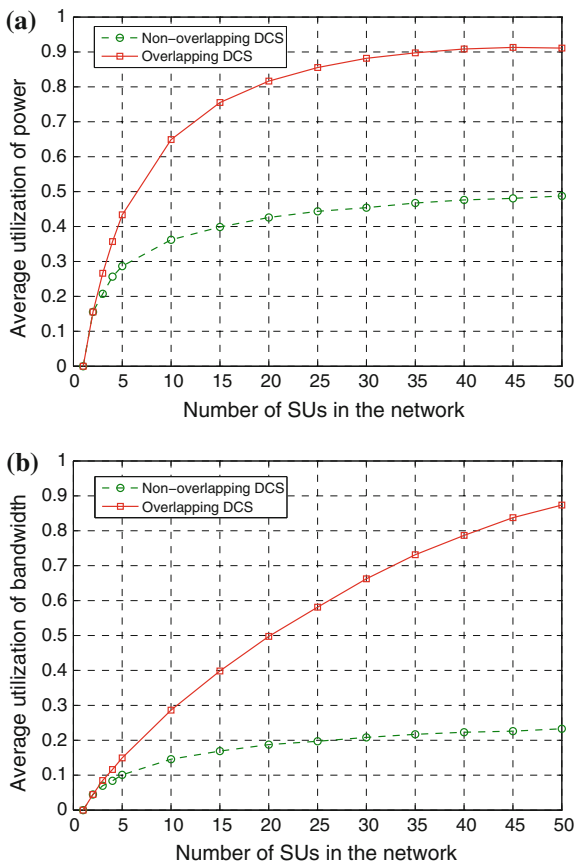 (a)
1
0.9
0.8
0.7
0.6
0.5
0.4
0.3
0.2
0.1
0
Average utilization of power
Non−overlapping DCS
Overlapping DCS
0 5 10 15 20 25 30 35 40 45 50
Number of SUs in the network
(b)
1
0.9
0.8
0.7
0.6
0.5
0.4
0.3
0.2
0.1
0
Average utilization of bandwidth
Non−overlapping DCS
Overlapping DCS
0 5 10 15 20 25 30 35 40 45 50
Number of SUs in the network